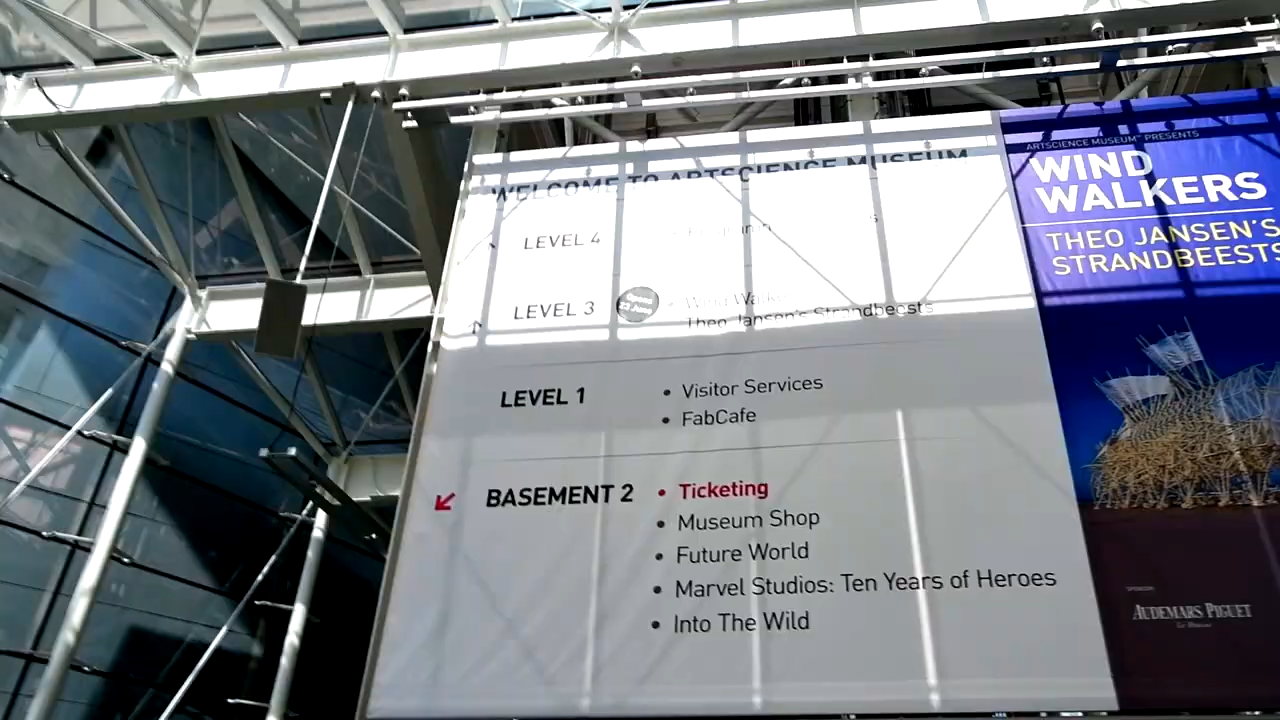 WELCOME TO ARTSCIENCE MUSEUM
LEVEL 4
LEVEL 3
Theo Jansen's Strandbeests
LEVEL 1
• Visitor Services
• FabCafe
BASEMENT 2
• Ticketing
• Museum Shop
• Future World
• Marvel Studios: Ten Years of Heroes
• Into The Wild
ARTSCIENCE MUSEUM™ PRESENTS
WIND
WALKERS
THEO JANSEN'S
STRANDBEESTS
AUDEMARS PIGUET
Le Brassus